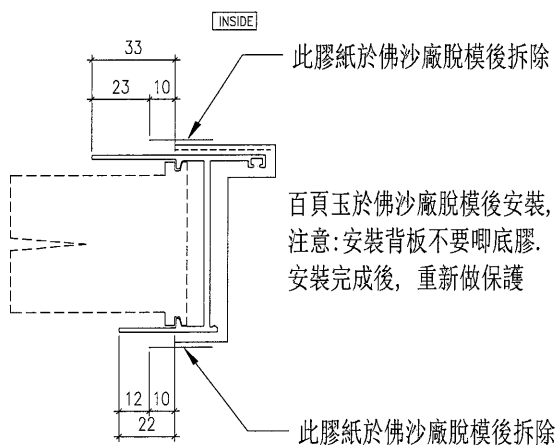 INSIDE
33
23 10
此膠紙於佛沙廠脫模後拆除
百頁玉於佛沙廠脫模後安裝,
注意:安裝背板不要唧底膠.
安裝完成後, 重新做保護
12 10
22
此膠紙於佛沙廠脫模後拆除